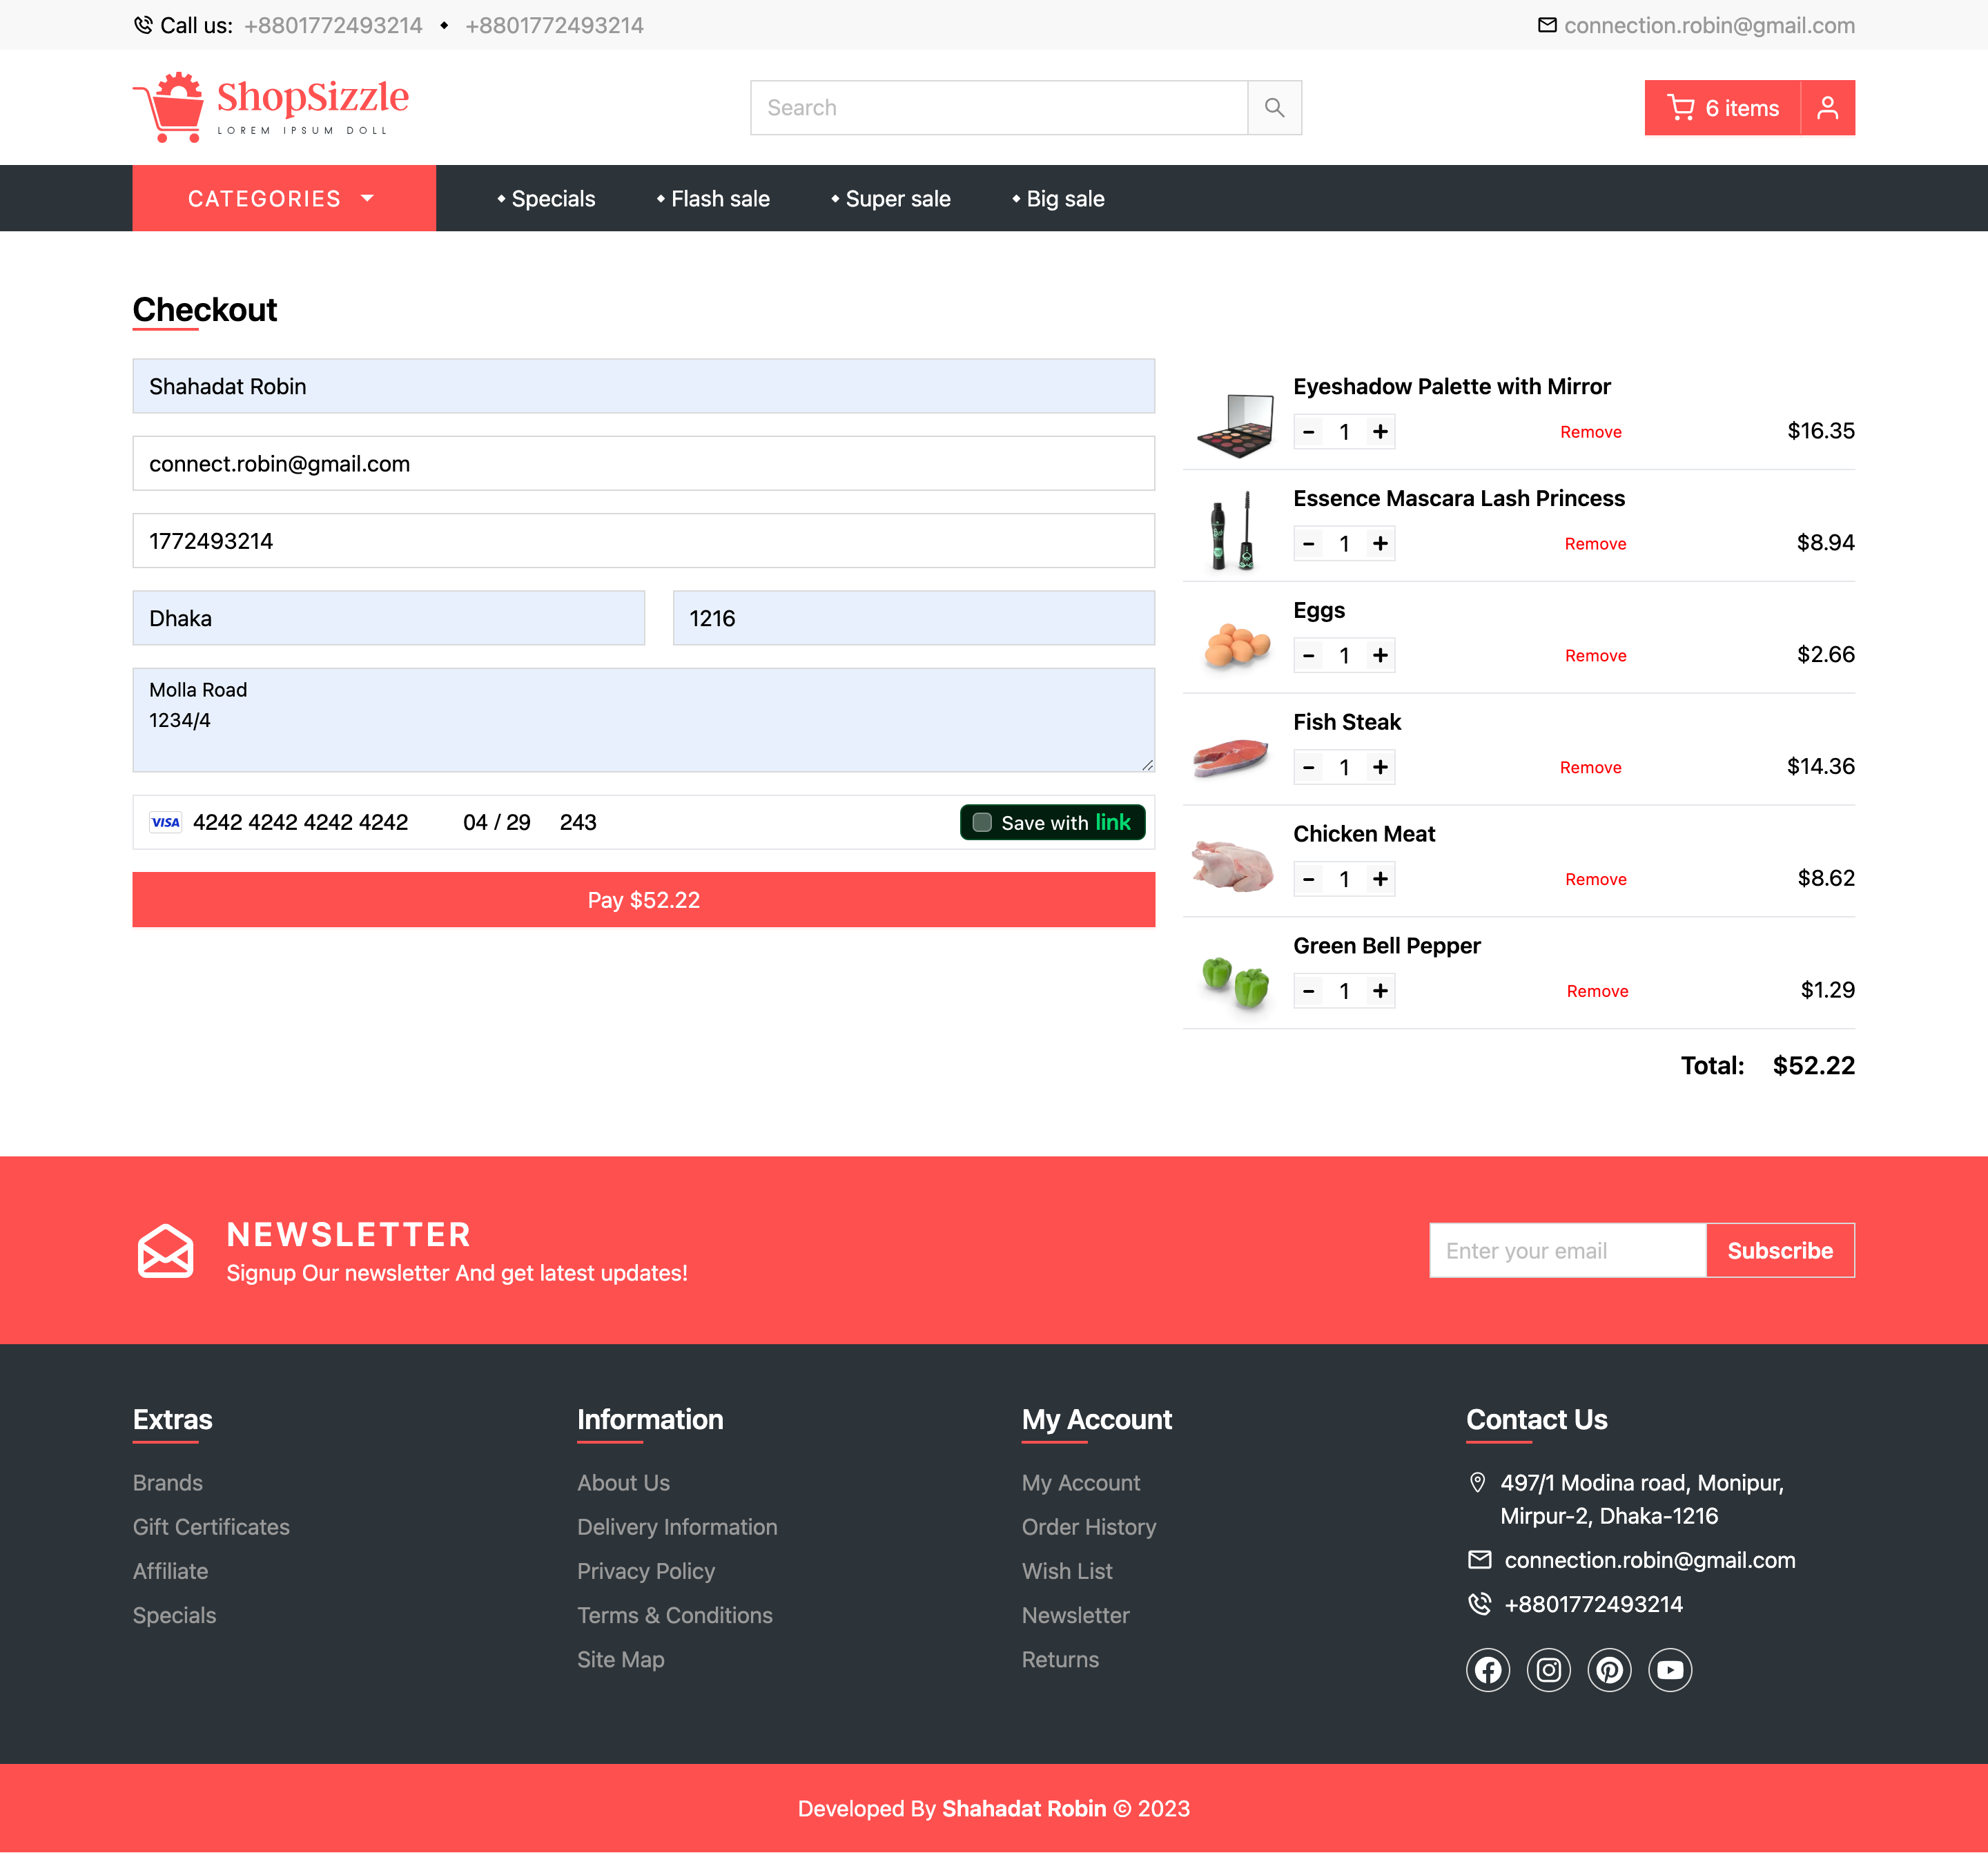 Call us: +8801772493214 • +8801772493214
connection.robin@gmail.com
ShopSizzle
LOREM IPSUM DOLL
Search
6 items
CATEGORIES
Specials
Flash sale
Super sale
Big sale
Checkout
Shahadat Robin
connect.robin@gmail.com
1772493214
Dhaka
1216
Molla Road
1234/4
VISA 4242 4242 4242 4242 04 / 29 243 Save with link
Pay $52.22
Eyeshadow Palette with Mirror
- 1 + Remove $16.35
Essence Mascara Lash Princess
- 1 + Remove $8.94
Eggs
- 1 + Remove $2.66
Fish Steak
- 1 + Remove $14.36
Chicken Meat
- 1 + Remove $8.62
Green Bell Pepper
- 1 + Remove $1.29
Total: $52.22
NEWSLETTER
Signup Our newsletter And get latest updates!
Enter your email
Subscribe
Extras
Brands
Gift Certificates
Affiliate
Specials
Information
About Us
Delivery Information
Privacy Policy
Terms & Conditions
Site Map
My Account
My Account
Order History
Wish List
Newsletter
Returns
Contact Us
497/1 Modina road, Monipur,
Mirpur-2, Dhaka-1216
connection.robin@gmail.com
+8801772493214
Developed By Shahadat Robin © 2023